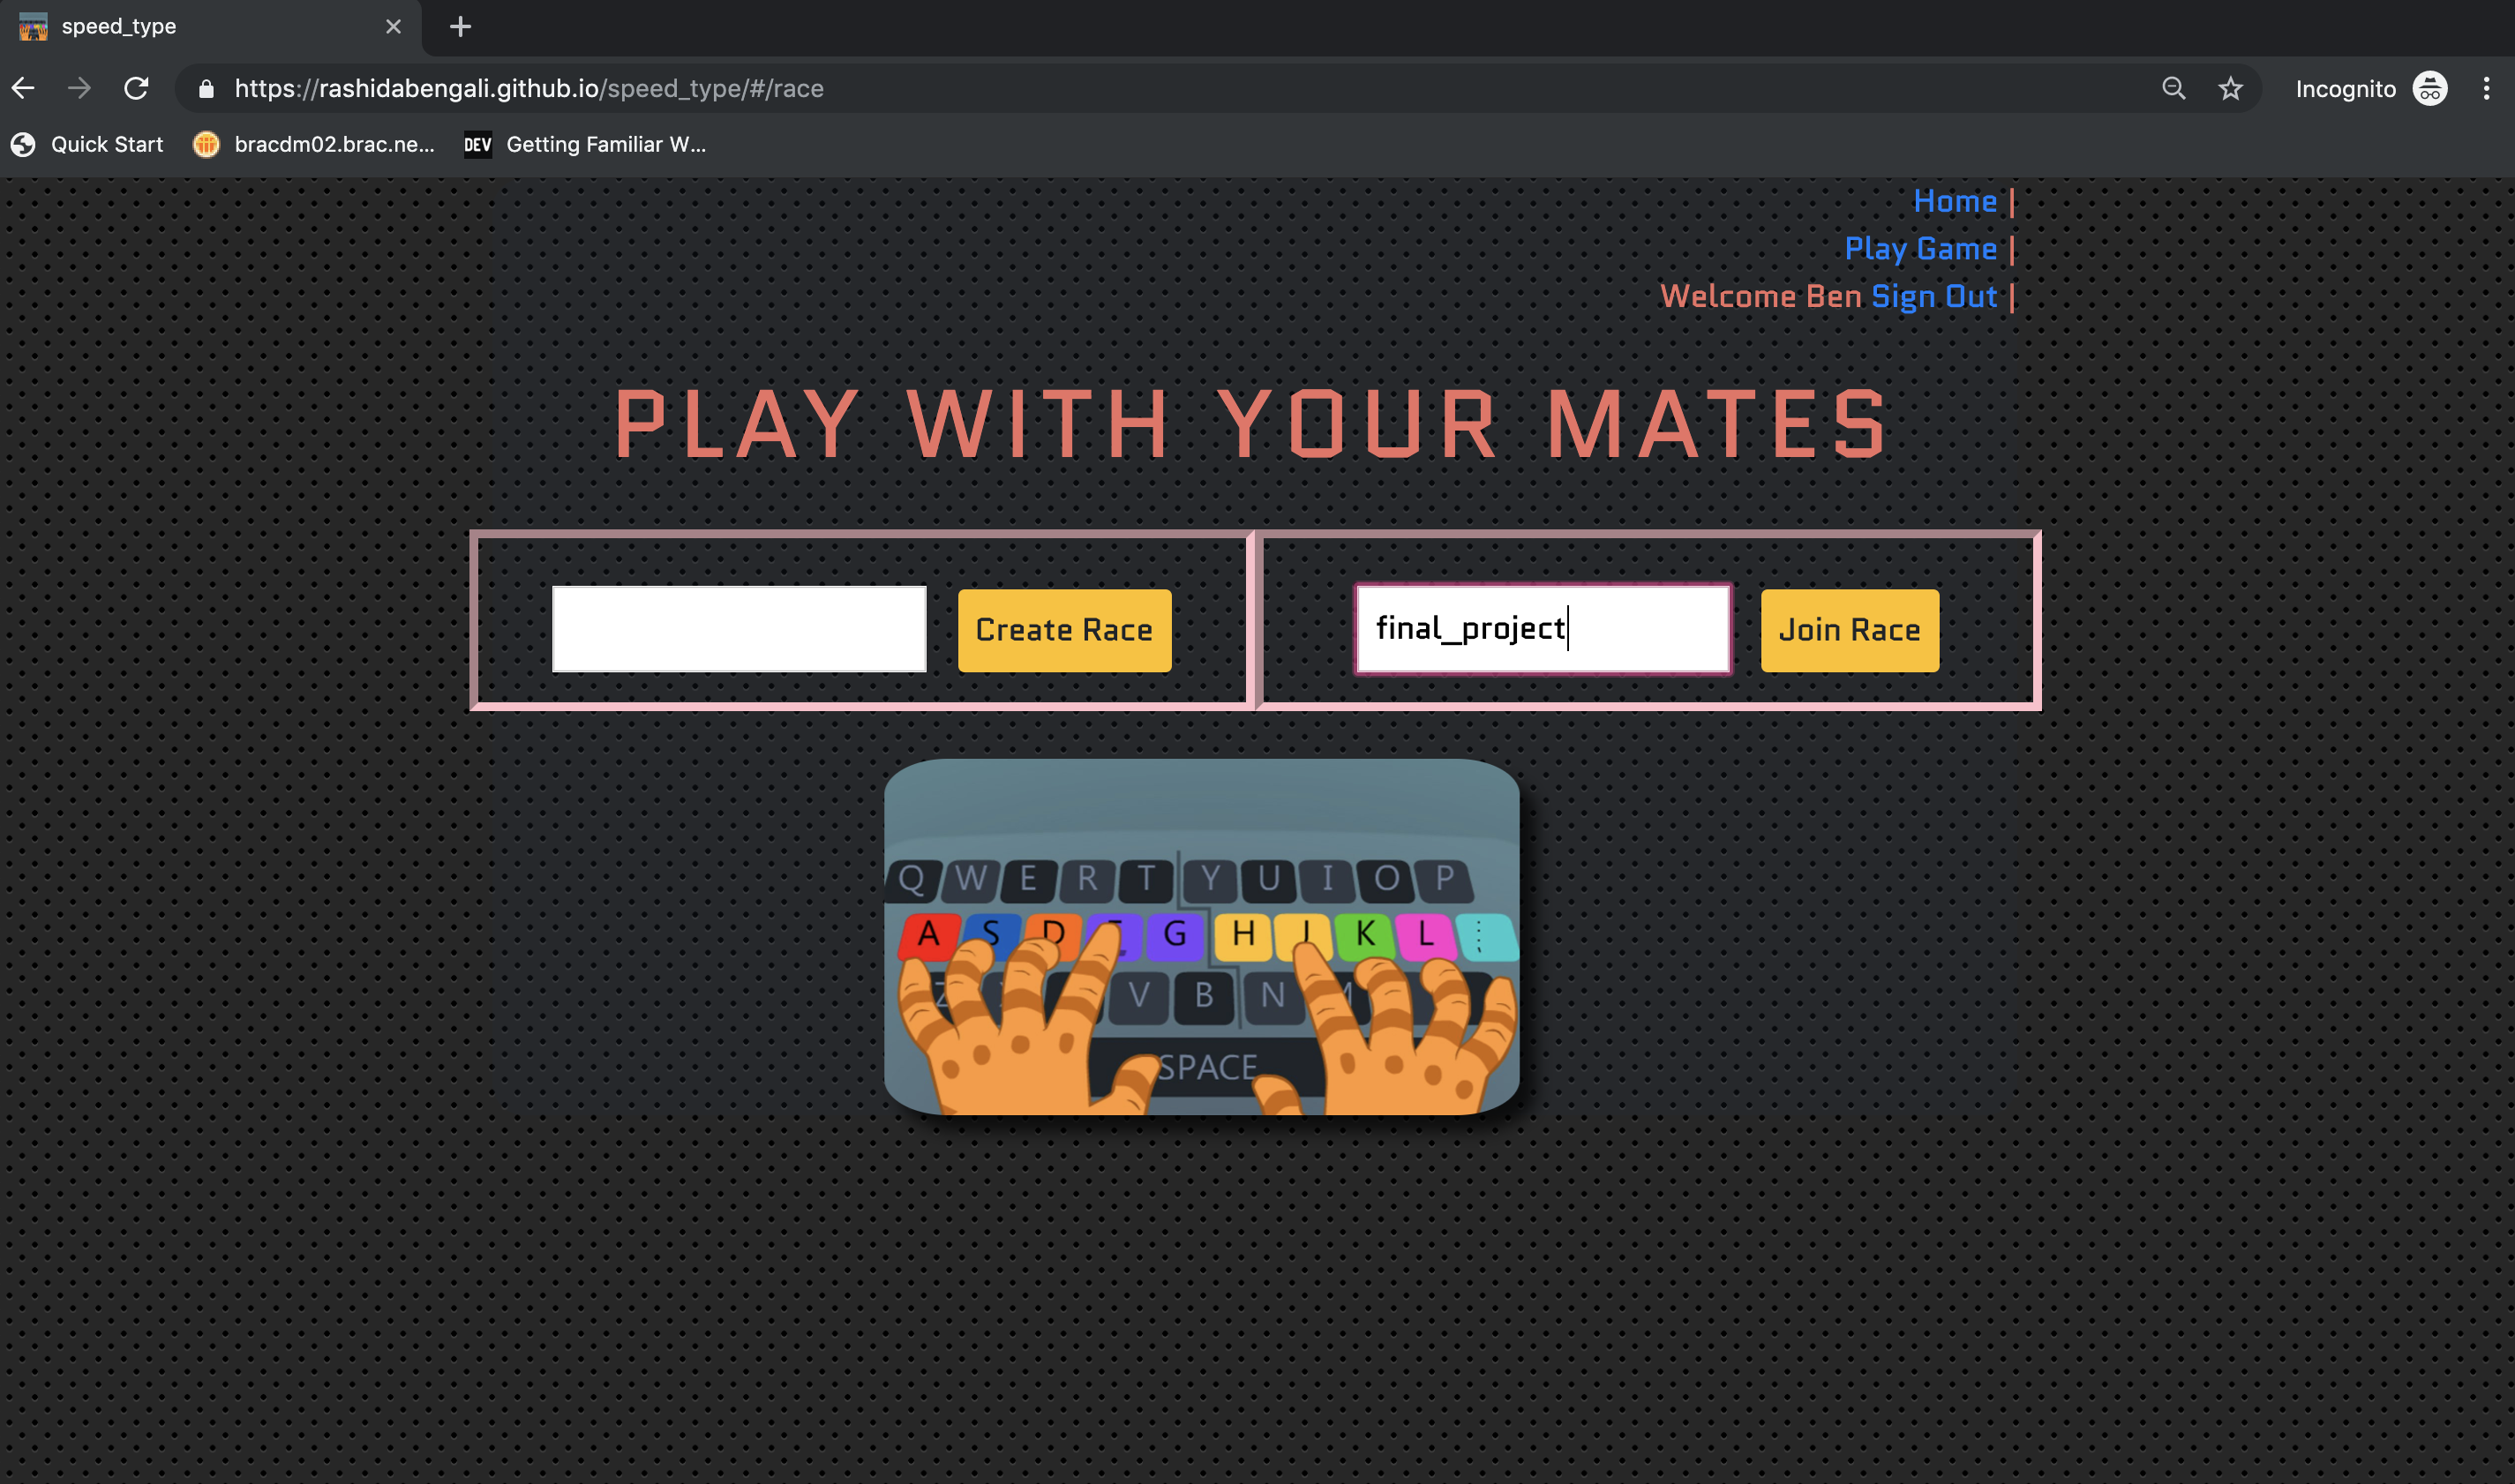 speed_type
https://rashidabengali.github.io/speed_type/#/race
Incognito
Quick Start
bracdm02.brac.ne...
DEV
Getting Familiar W...
Home |
Play Game |
Welcome Ben Sign Out |
PLAY WITH YOUR MATES
Create Race
final_project
Join Race
Q W E R T Y U I O P
A S D G H J K L ;
Z V B N M
SPACE